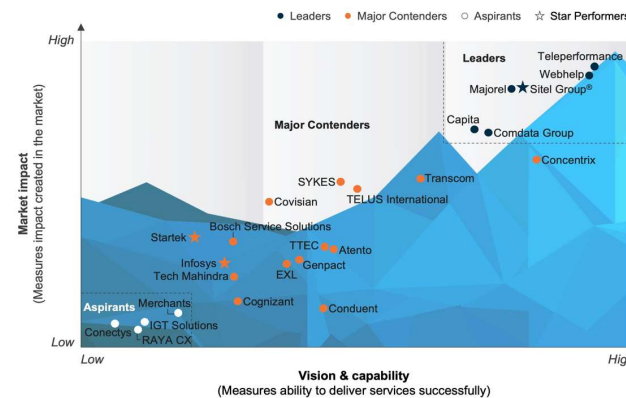 Leaders Major Contenders Aspirants Star Performers
High
Leaders
Teleperformance
Webhelp
Majorel Sitel Group®
Capita
Comdata Group
Major Contenders
Concentrix
SYKES
Transcom
TELUS International
Covisian
Bosch Service Solutions
Startek
TTEC Atento
Infosys
Genpact
Tech Mahindra
EXL
Aspirants
Merchants
Cognizant
Conduent
IGT Solutions
Conectys
RAYA CX
Market impact
(Measures impact created in the market)
Low
Low
High
Vision & capability
(Measures ability to deliver services successfully)